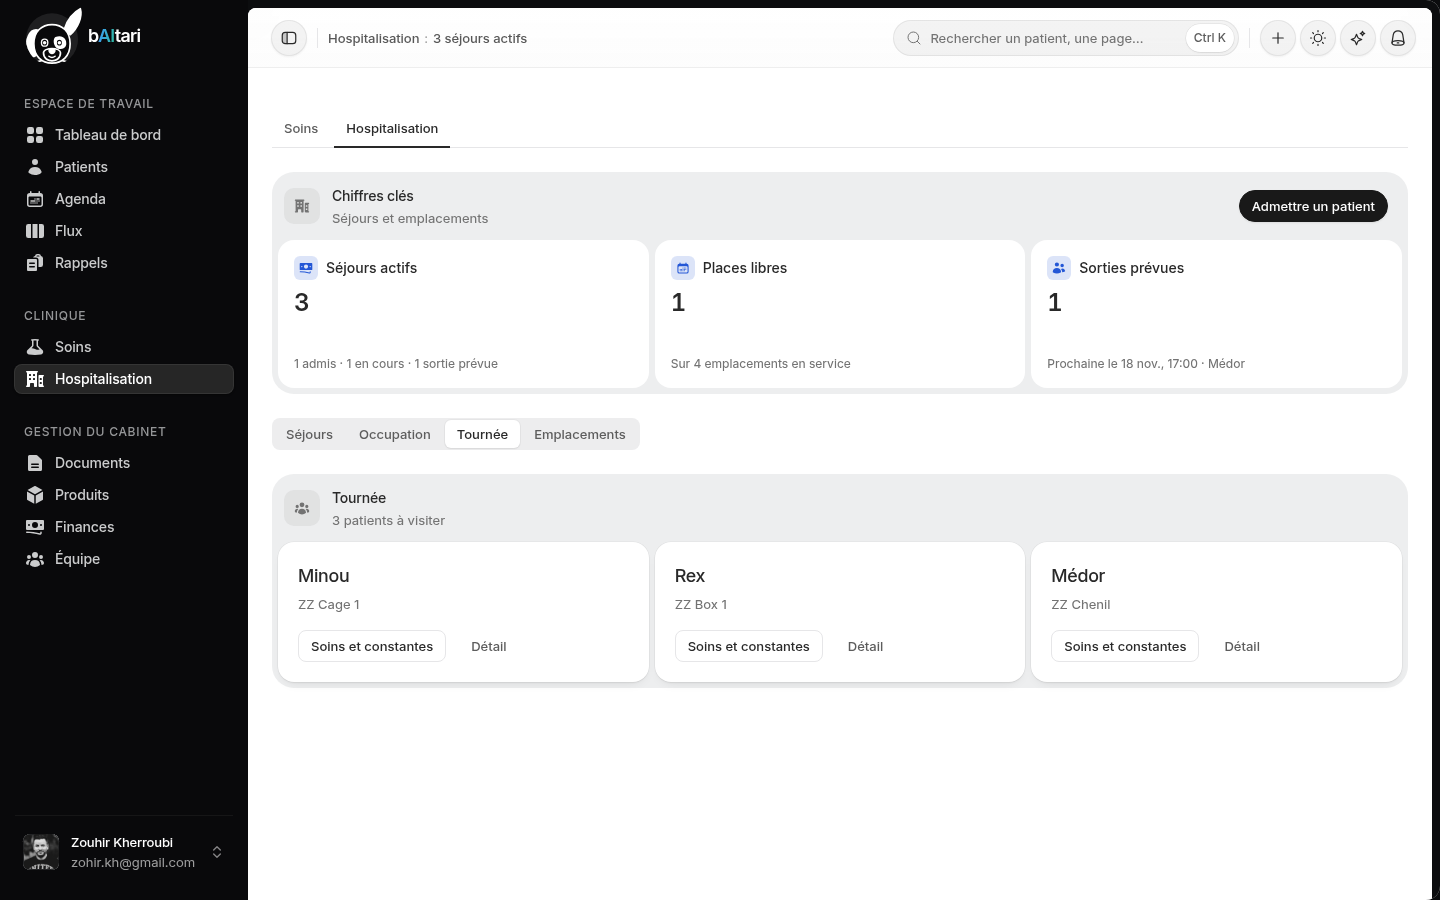 bAItari
Hospitalisation : 3 séjours actifs
Rechercher un patient, une page...
Ctrl K
ESPACE DE TRAVAIL
Tableau de bord
Patients
Agenda
Flux
Rappels
CLINIQUE
Soins
Hospitalisation
GESTION DU CABINET
Documents
Produits
Finances
Équipe
Zouhir Kherroubi
zohir.kh@gmail.com
Soins
Hospitalisation
Chiffres clés
Séjours et emplacements
Admettre un patient
Séjours actifs
3
1 admis · 1 en cours · 1 sortie prévue
Places libres
1
Sur 4 emplacements en service
Sorties prévues
1
Prochaine le 18 nov., 17:00 · Médor
Séjours
Occupation
Tournée
Emplacements
Tournée
3 patients à visiter
Minou
ZZ Cage 1
Soins et constantes
Détail
Rex
ZZ Box 1
Soins et constantes
Détail
Médor
ZZ Chenil
Soins et constantes
Détail